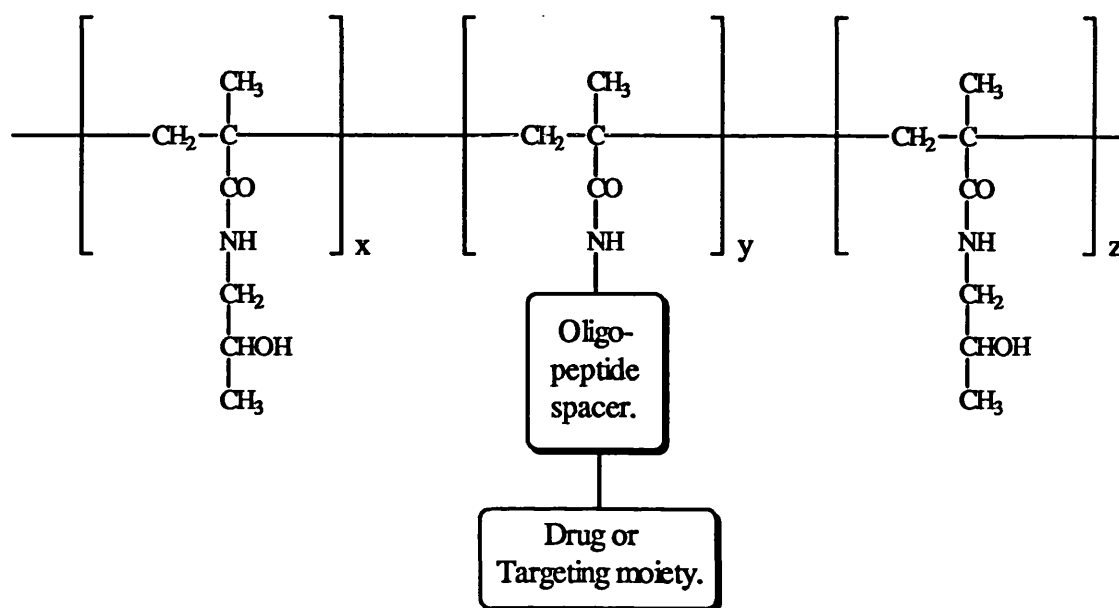 CH₃ CH₃ CH₃
CH₂ C CH₂ C CH₂ C
CO CO CO
NH NH NH
x y z
CH₂ CH₂
CHOH CHOH
CH₃ CH₃
Oligo-
peptide
spacer.
Drug or
Targeting moiety.